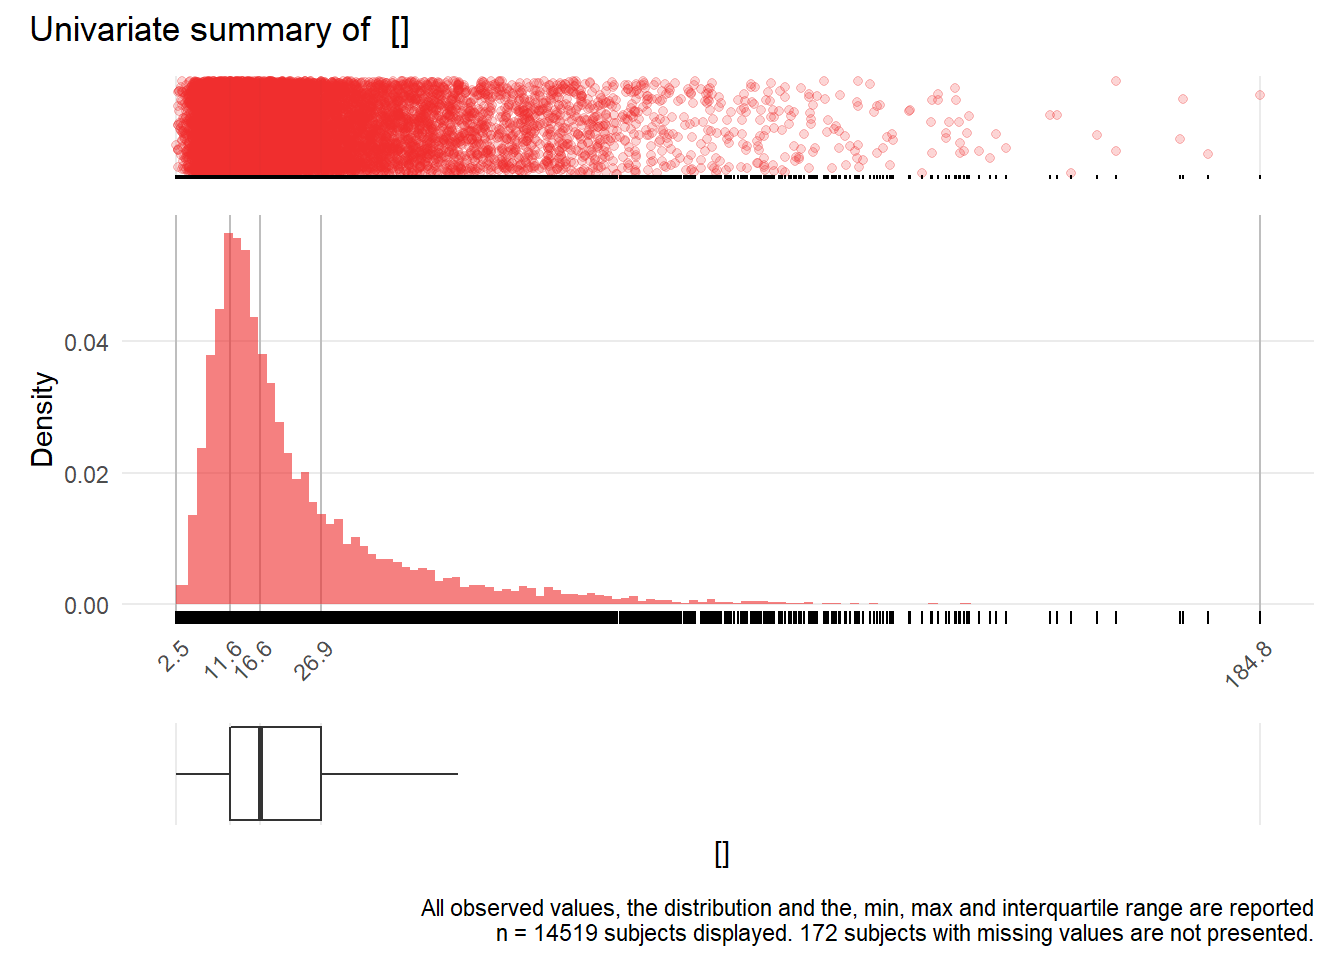 Univariate summary of  []
Density
0.04
0.02
0.00
2.5
11.6
16.6
26.9
184.8
[]
All observed values, the distribution and the, min, max and interquartile range are reported
n = 14519 subjects displayed. 172 subjects with missing values are not presented.